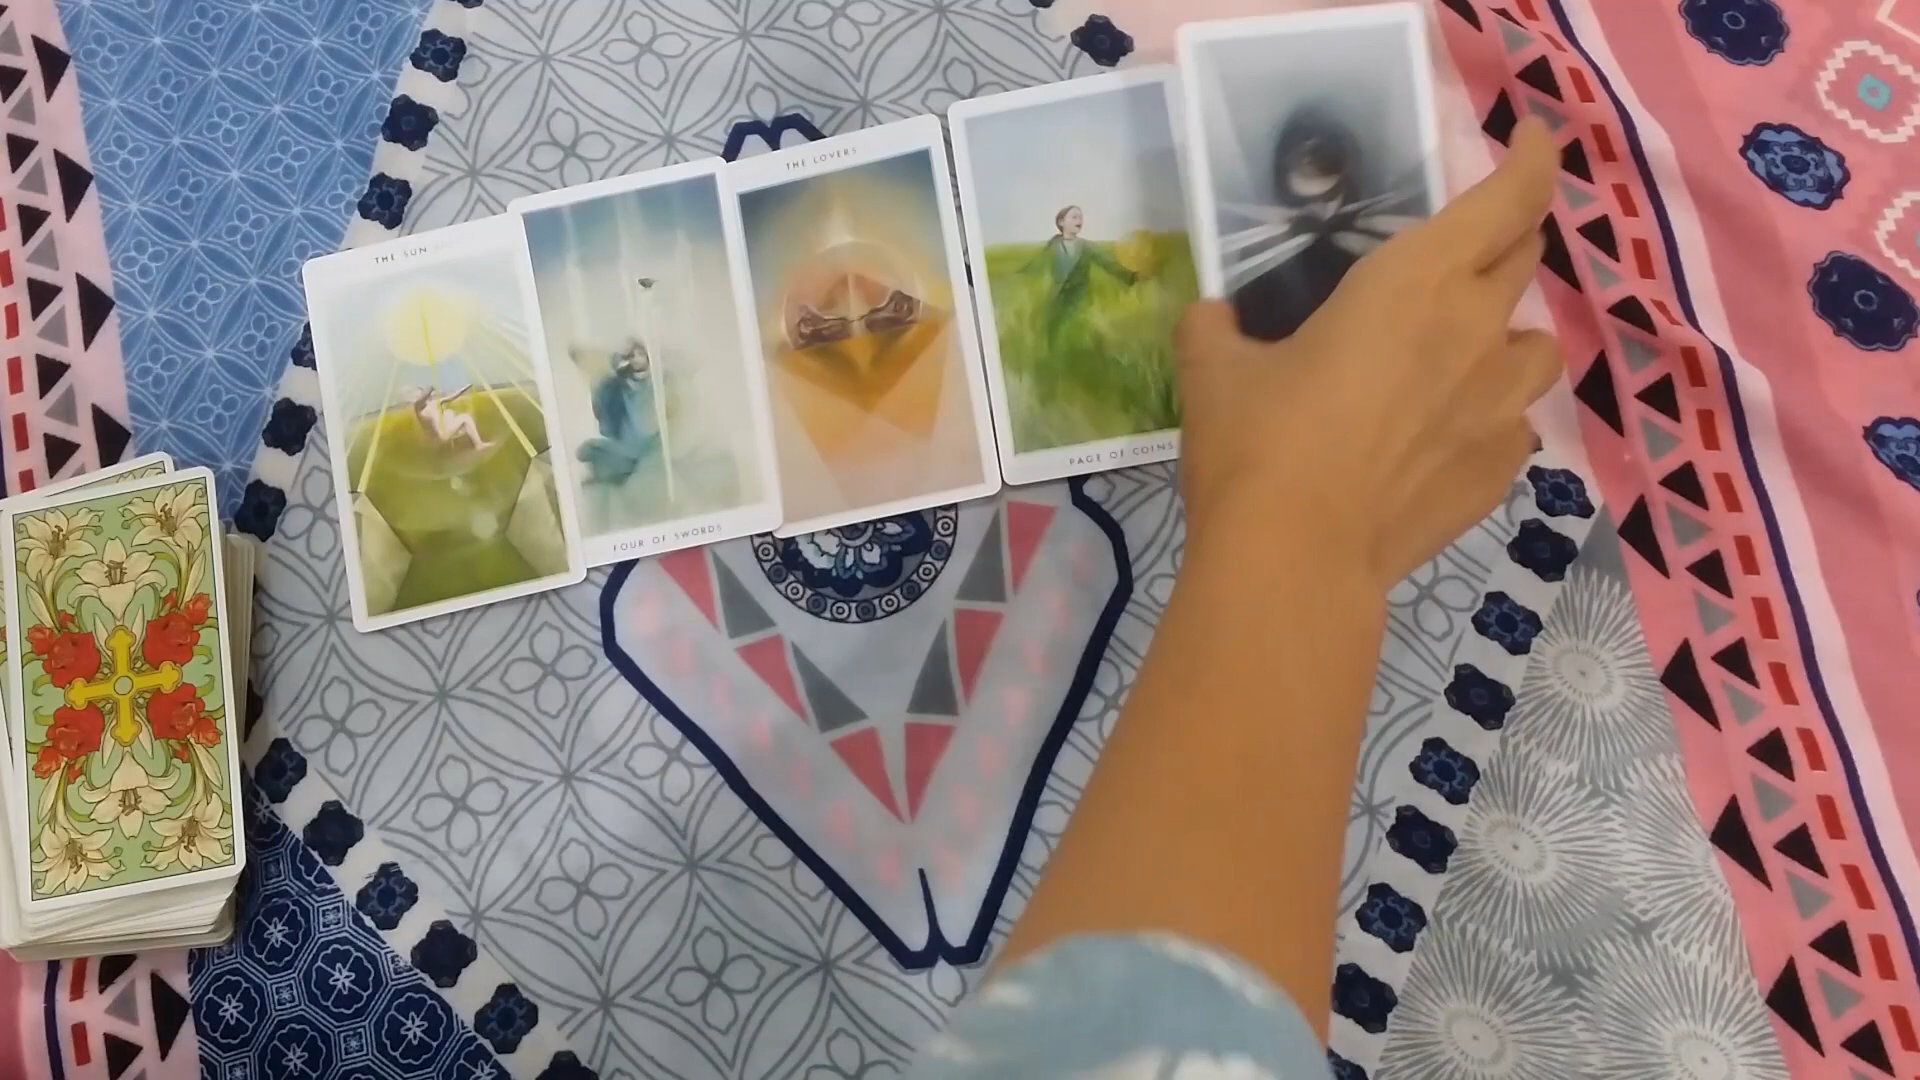 THE SUN
FOUR OF SWORDS
THE LOVERS
PAGE OF COINS